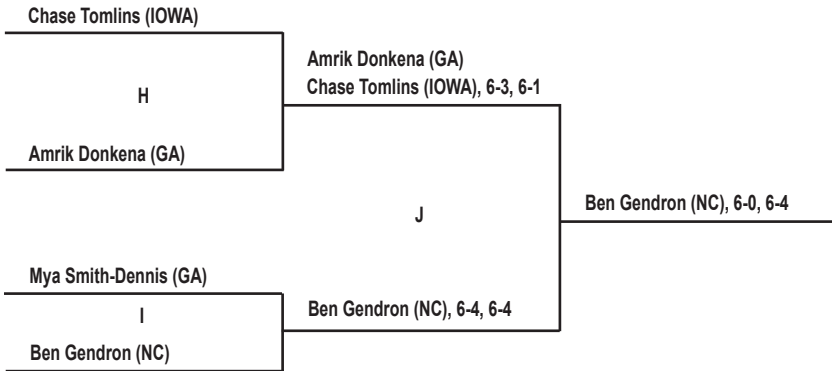 Chase Tomlins (IOWA)
Amrik Donkena (GA)
Chase Tomlins (IOWA), 6-3, 6-1
H
Amrik Donkena (GA)
J
Ben Gendron (NC), 6-0, 6-4
Mya Smith-Dennis (GA)
I
Ben Gendron (NC), 6-4, 6-4
Ben Gendron (NC)